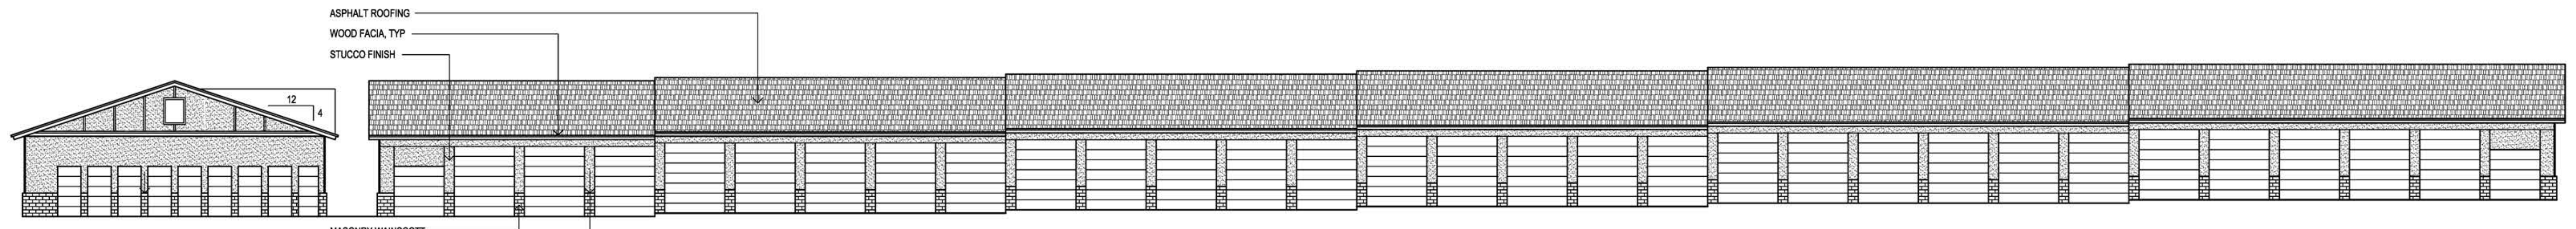 ASPHALT ROOFING
WOOD FACIA, TYP
STUCCO FINISH
12
4